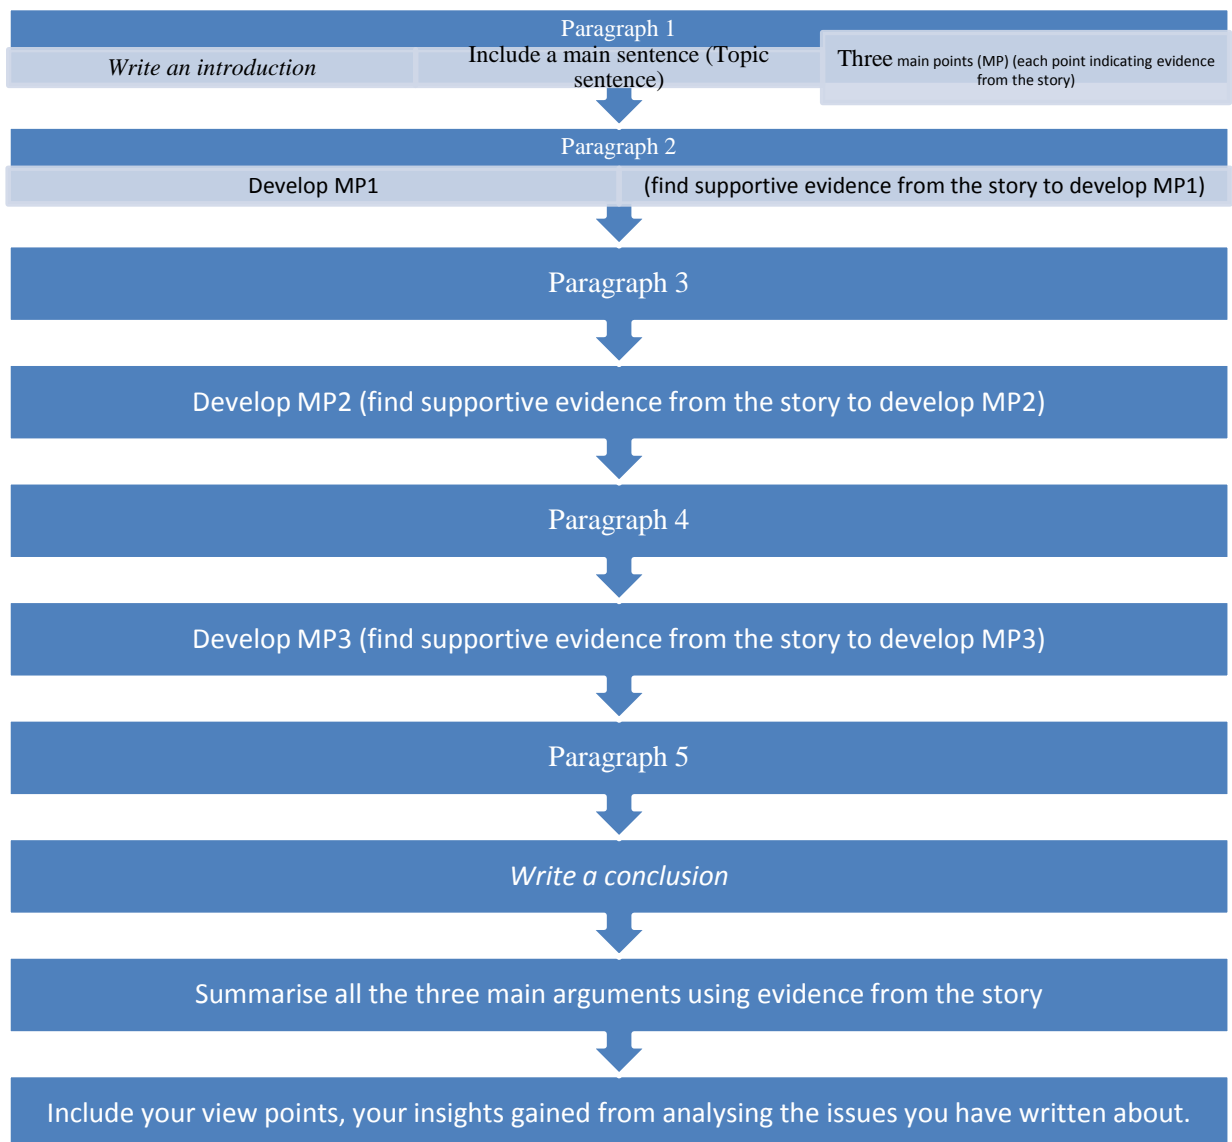 Paragraph 1
Write an introduction
Include a main sentence (Topic
sentence)
Three main points (MP) (each point indicating evidence
from the story)
Paragraph 2
Develop MP1
(find supportive evidence from the story to develop MP1)
Paragraph 3
Develop MP2 (find supportive evidence from the story to develop MP2)
Paragraph 4
Develop MP3 (find supportive evidence from the story to develop MP3)
Paragraph 5
Write a conclusion
Summarise all the three main arguments using evidence from the story
Include your view points, your insights gained from analysing the issues you have written about.